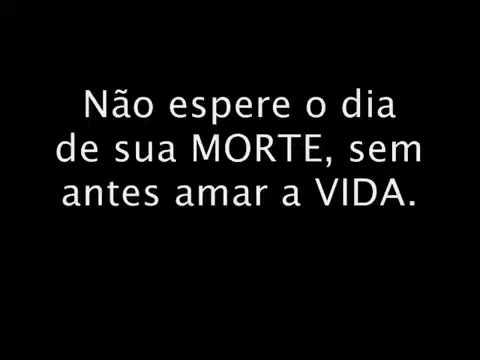 Não espere o dia
de sua MORTE, sem
antes amar a VIDA.